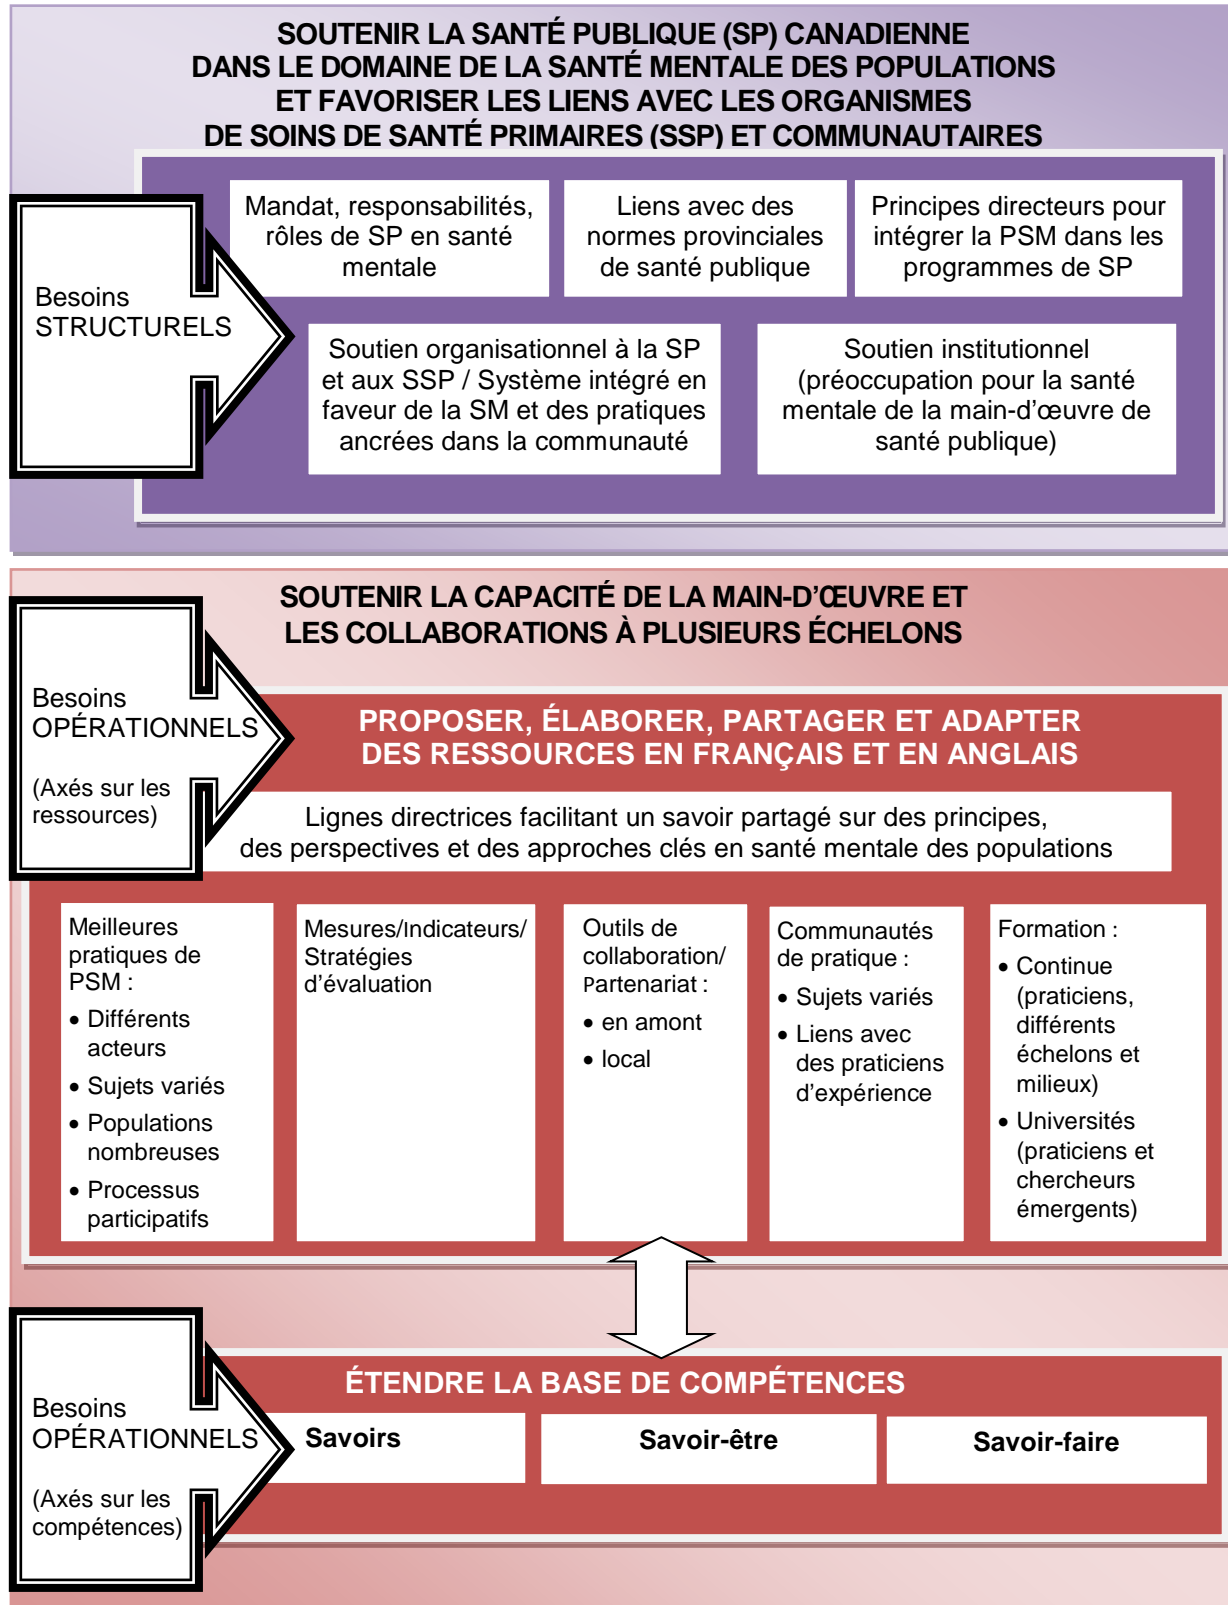 SOUTENIR LA SANTÉ PUBLIQUE (SP) CANADIENNE
DANS LE DOMAINE DE LA SANTÉ MENTALE DES POPULATIONS
ET FAVORISER LES LIENS AVEC LES ORGANISMES
DE SOINS DE SANTÉ PRIMAIRES (SSP) ET COMMUNAUTAIRES
Besoins
STRUCTURELS
Mandat, responsabilités,
rôles de SP en santé
mentale
Liens avec des
normes provinciales
de santé publique
Principes directeurs pour
intégrer la PSM dans les
programmes de SP
Soutien organisationnel à la SP
et aux SSP / Système intégré en
faveur de la SM et des pratiques
ancrées dans la communauté
Soutien institutionnel
(préoccupation pour la santé
mentale de la main-d’œuvre de
santé publique)
SOUTENIR LA CAPACITÉ DE LA MAIN-D’ŒUVRE ET
LES COLLABORATIONS À PLUSIEURS ÉCHELONS
Besoins
OPÉRATIONNELS
(Axés sur les
ressources)
PROPOSER, ÉLABORER, PARTAGER ET ADAPTER
DES RESSOURCES EN FRANÇAIS ET EN ANGLAIS
Lignes directrices facilitant un savoir partagé sur des principes,
des perspectives et des approches clés en santé mentale des populations
Meilleures
pratiques de
PSM :
• Différents
acteurs
• Sujets variés
• Populations
nombreuses
• Processus
participatifs
Mesures/Indicateurs/
Stratégies
d’évaluation
Outils de
collaboration/
Partenariat :
• en amont
• local
Communautés
de pratique :
• Sujets variés
• Liens avec
des praticiens
d’expérience
Formation :
• Continue
(praticiens,
différents
échelons et
milieux)
• Universités
(praticiens et
chercheurs
émergents)
Besoins
OPÉRATIONNELS
(Axés sur les
compétences)
ÉTENDRE LA BASE DE COMPÉTENCES
Savoirs
Savoir-être
Savoir-faire